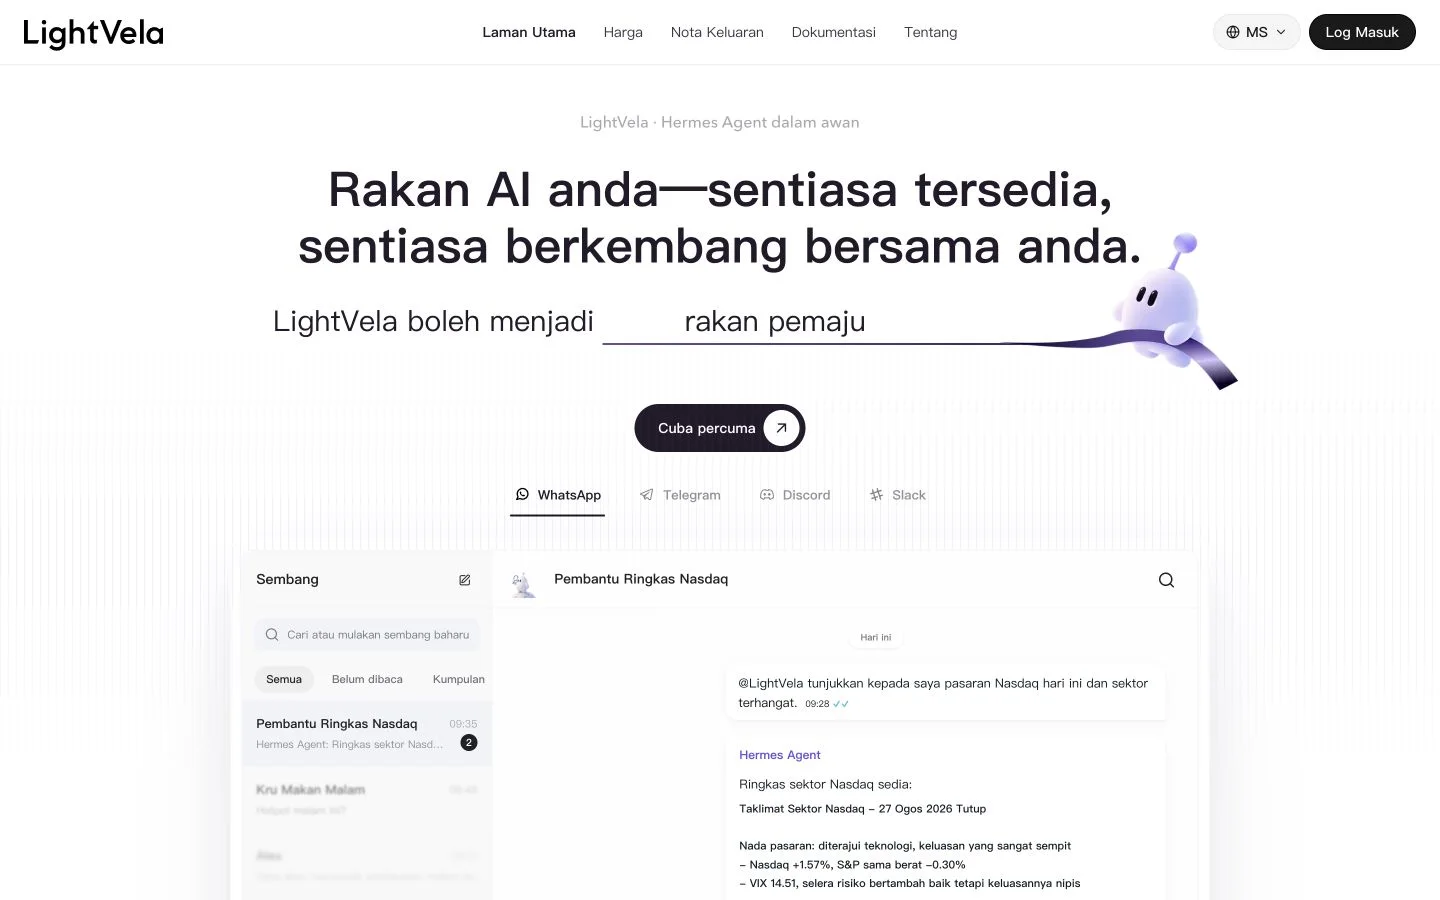 LightVela
Laman Utama
Harga
Nota Keluaran
Dokumentasi
Tentang
MS
Log Masuk
LightVela · Hermes Agent dalam awan
Rakan AI anda—sentiasa tersedia,
sentiasa berkembang bersama anda.
LightVela boleh menjadi rakan pemaju
Cuba percuma
WhatsApp
Telegram
Discord
Slack
Sembang
Cari atau mulakan sembang baharu
Semua
Belum dibaca
Kumpulan
Pembantu Ringkas Nasdaq 09:35
Hermes Agent: Ringkas sektor Nasd... 2
Kru Makan Malam
Alex
Pembantu Ringkas Nasdaq
Hari ini
@LightVela tunjukkan kepada saya pasaran Nasdaq hari ini dan sektor
terhangat. 09:28
Hermes Agent
Ringkas sektor Nasdaq sedia:
Taklimat Sektor Nasdaq – 27 Ogos 2026 Tutup
Nada pasaran: diterajui teknologi, keluasan yang sangat sempit
– Nasdaq +1.57%, S&P sama berat –0.30%
– VIX 14.51, selera risiko bertambah baik tetapi keluasannya nipis